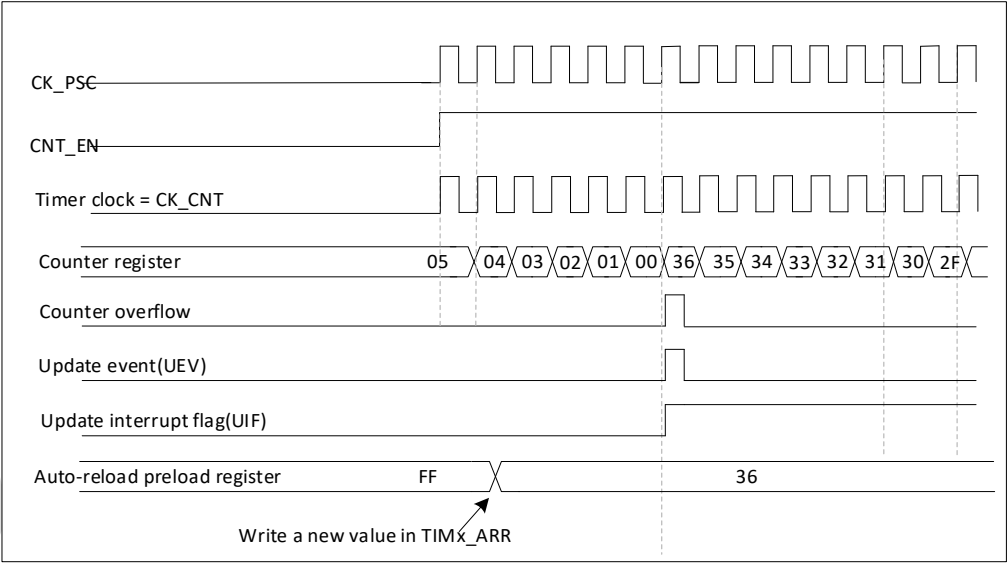 CK_PSC
CNT_EN
Timer clock = CK_CNT
Counter register 05 04 03 02 01 00 36 35 34 33 32 31 30 2F
Counter overflow
Update event(UEV)
Update interrupt flag(UIF)
Auto-reload preload register FF 36
Write a new value in TIMx_ARR